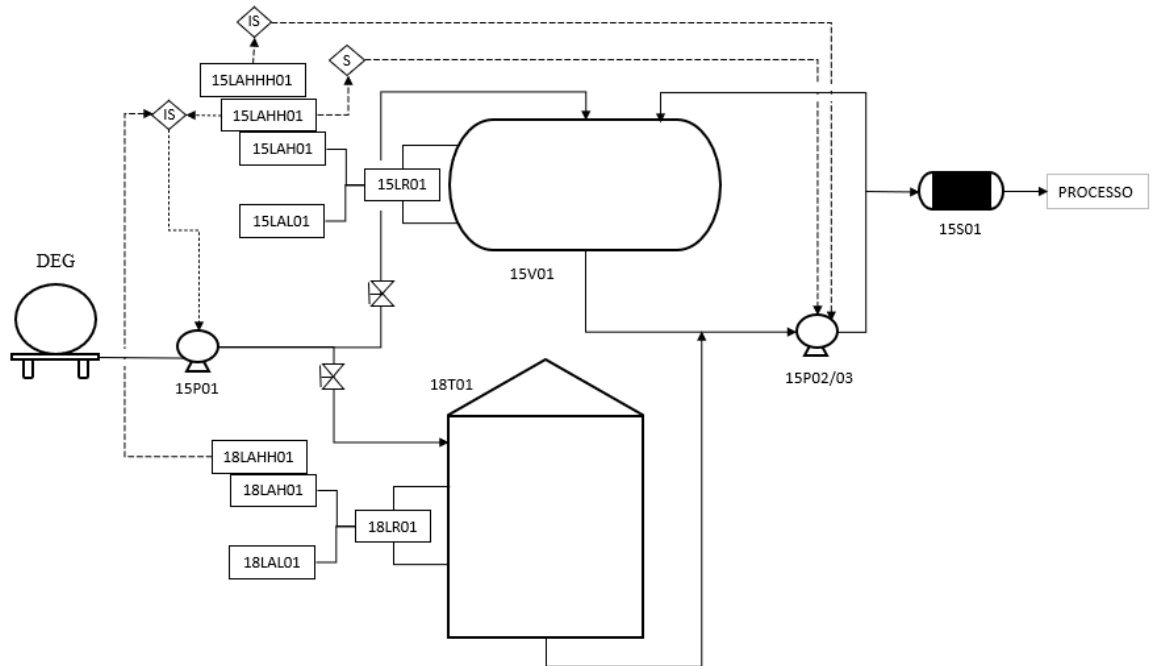 IS
S
15LAHHH01
15LAHH01
IS
15LAH01
15LR01
15LAL01
15S01
PROCESSO
15V01
DEG
15P01
15P02/03
18T01
18LAHH01
18LAH01
18LR01
18LAL01